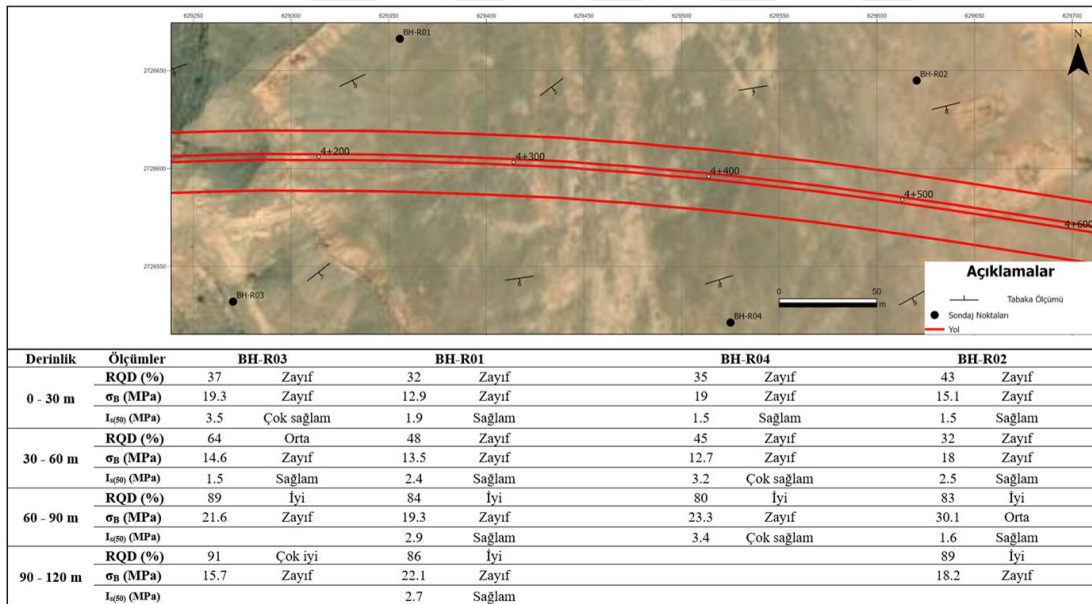 629250 629300 629350 629400 629450 629500 629550 629600 629650 629700
BH-R01
N
2726650
BH-R02
8
5
7
8
4+200
4+300
2726600
4+400
4+500
4+600
2726550
7
6
8
9
BH-R03
BH-R04
0 50
m
Açıklamalar
Tabaka Ölçümü
Sondaj Noktaları
Yol
Derinlik Ölçümler BH-R03 BH-R01 BH-R04 BH-R02
0 - 30 m
RQD (%) 37 Zayıf 32 Zayıf 35 Zayıf 43 Zayıf
σB (MPa) 19.3 Zayıf 12.9 Zayıf 19 Zayıf 15.1 Zayıf
Is(50) (MPa) 3.5 Çok sağlam 1.9 Sağlam 1.5 Sağlam 1.5 Sağlam
30 - 60 m
RQD (%) 64 Orta 48 Zayıf 45 Zayıf 32 Zayıf
σB (MPa) 14.6 Zayıf 13.5 Zayıf 12.7 Zayıf 18 Zayıf
Is(50) (MPa) 1.5 Sağlam 2.4 Sağlam 3.2 Çok sağlam 2.5 Sağlam
60 - 90 m
RQD (%) 89 İyi 84 İyi 80 İyi 83 İyi
σB (MPa) 21.6 Zayıf 19.3 Zayıf 23.3 Zayıf 30.1 Orta
Is(50) (MPa) 2.9 Sağlam 3.4 Çok sağlam 1.6 Sağlam
90 - 120 m
RQD (%) 91 Çok iyi 86 İyi 89 İyi
σB (MPa) 15.7 Zayıf 22.1 Zayıf 18.2 Zayıf
Is(50) (MPa) 2.7 Sağlam